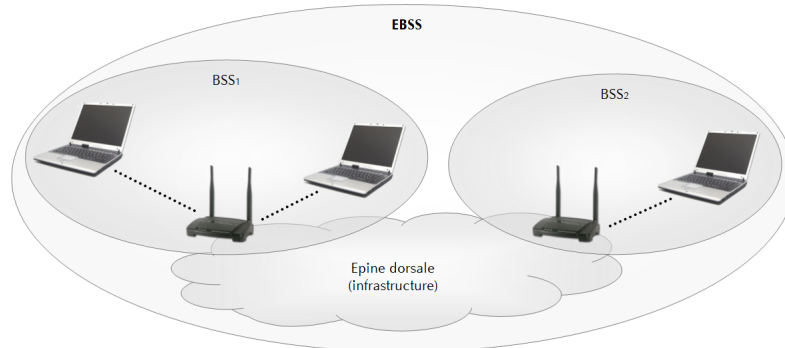 EBSS
BSS1
BSS2
Epine dorsale
(infrastructure)